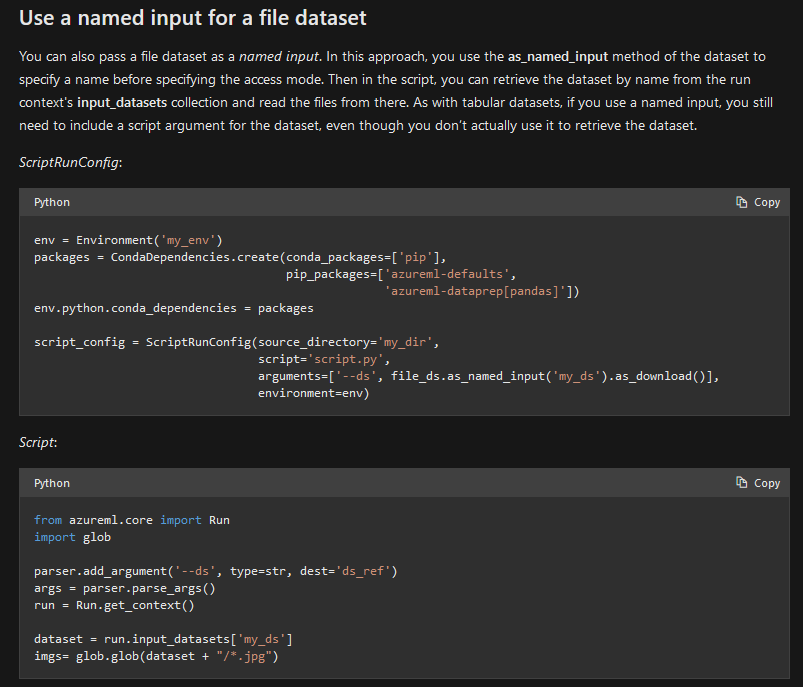 Use a named input for a file dataset
You can also pass a file dataset as a named input. In this approach, you use the as_named_input method of the dataset to
specify a name before specifying the access mode. Then in the script, you can retrieve the dataset by name from the run
context's input_datasets collection and read the files from there. As with tabular datasets, if you use a named input, you still
need to include a script argument for the dataset, even though you don’t actually use it to retrieve the dataset.
ScriptRunConfig:
Python Copy
env = Environment('my_env')
packages = CondaDependencies.create(conda_packages=['pip'],
                                    pip_packages=['azureml-defaults',
                                                  'azureml-dataprep[pandas]'])
env.python.conda_dependencies = packages
script_config = ScriptRunConfig(source_directory='my_dir',
                                script='script.py',
                                arguments=['--ds', file_ds.as_named_input('my_ds').as_download()],
                                environment=env)
Script:
Python Copy
from azureml.core import Run
import glob
parser.add_argument('--ds', type=str, dest='ds_ref')
args = parser.parse_args()
run = Run.get_context()
dataset = run.input_datasets['my_ds']
imgs= glob.glob(dataset + "/*.jpg")